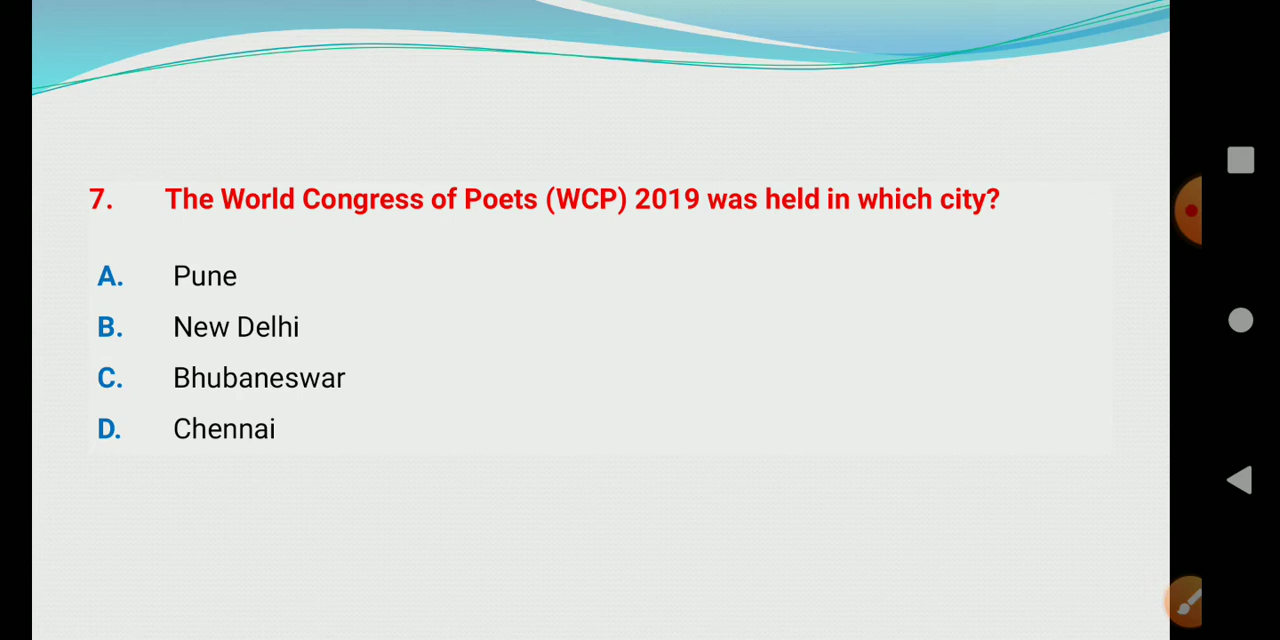 7. The World Congress of Poets (WCP) 2019 was held in which city?
A. Pune
B. New Delhi
C. Bhubaneswar
D. Chennai